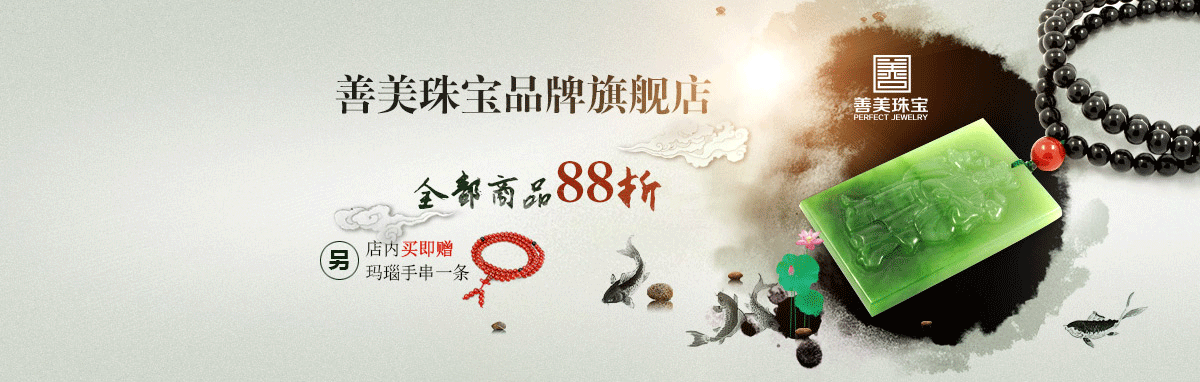 善美珠宝品牌旗舰店
善美珠宝
PERFECT JEWELRY
全部商品88折
另
店内买即赠
玛瑙手串一条